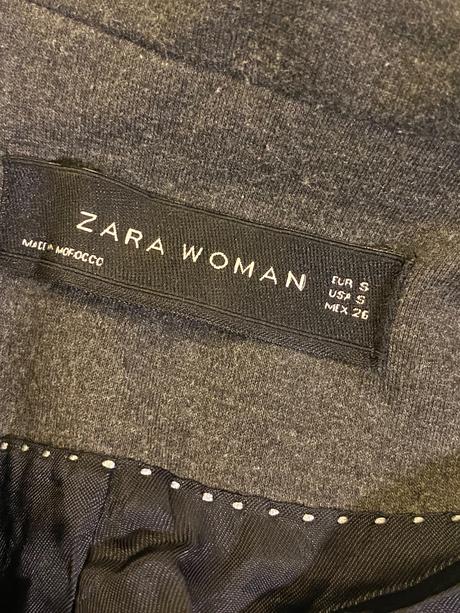 ZARA WOMAN
MADE IN MOROCCO
EUR S
USA S
MEX 26